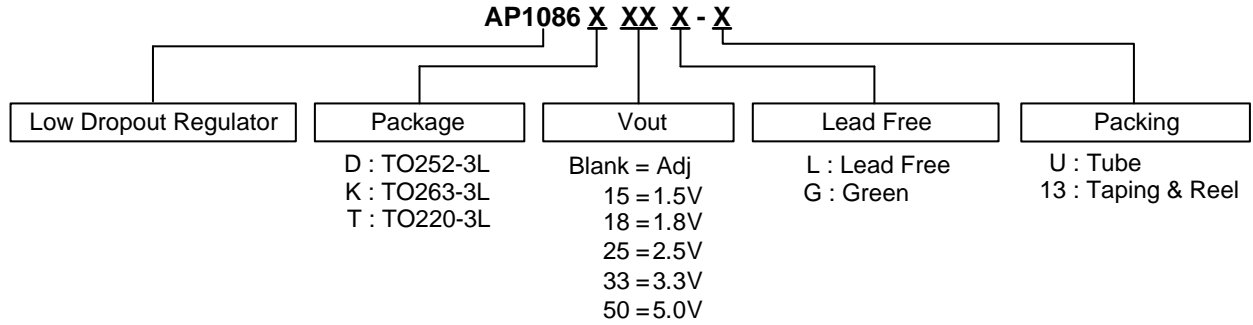 AP1086 X XX X - X
Low Dropout Regulator
Package
Vout
Lead Free
Packing
D : TO252-3L
K : TO263-3L
T : TO220-3L
Blank = Adj
15 = 1.5V
18 = 1.8V
25 = 2.5V
33 = 3.3V
50 = 5.0V
L : Lead Free
G : Green
U : Tube
13 : Taping & Reel